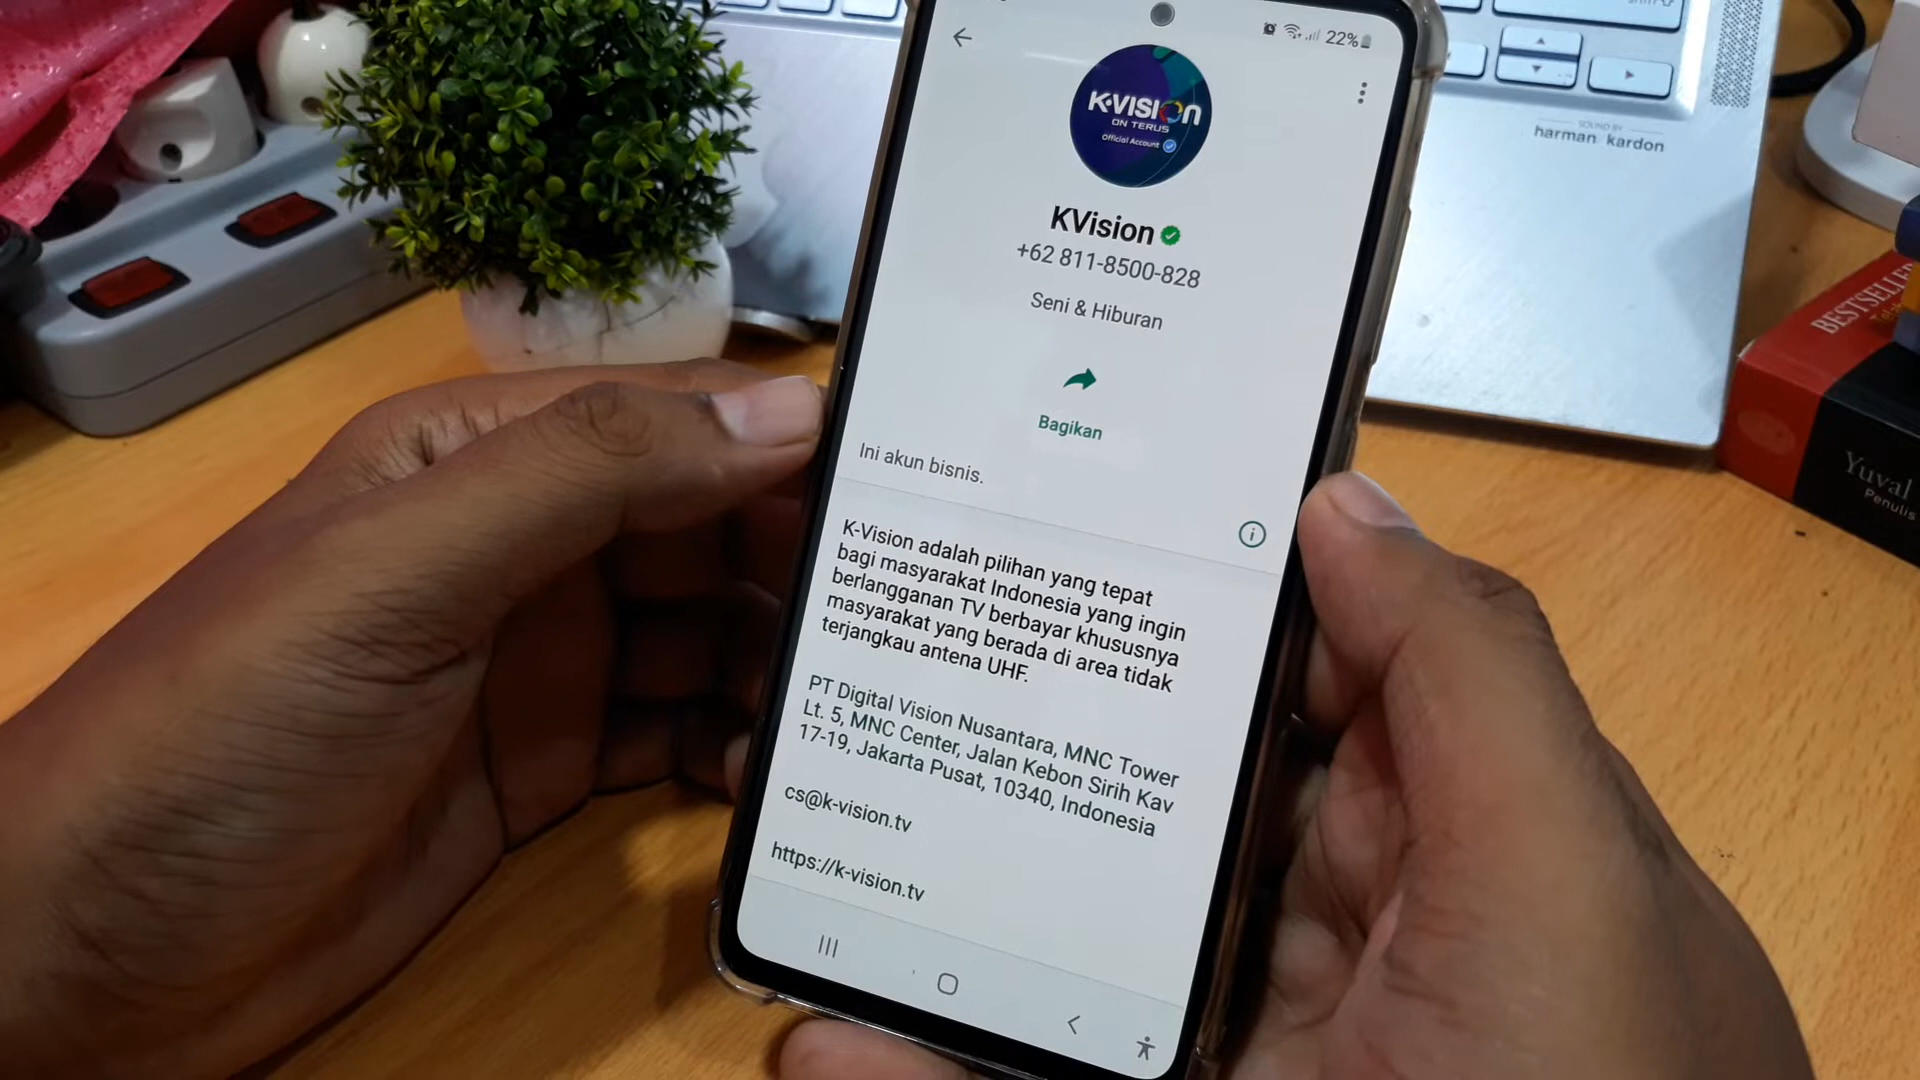 22%
K-VISION
ON TERUS
Official Account
KVision
+62 811-8500-828
Seni & Hiburan
Bagikan
Ini akun bisnis.
K-Vision adalah pilihan yang tepat
bagi masyarakat Indonesia yang ingin
berlangganan TV berbayar khususnya
masyarakat yang berada di area tidak
terjangkau antena UHF.
PT Digital Vision Nusantara, MNC Tower
Lt. 5, MNC Center, Jalan Kebon Sirih Kav
17-19, Jakarta Pusat, 10340, Indonesia
cs@k-vision.tv
https://k-vision.tv
shift
SOUND BY
harman kardon
BESTSELLER
Yuval
Penulis